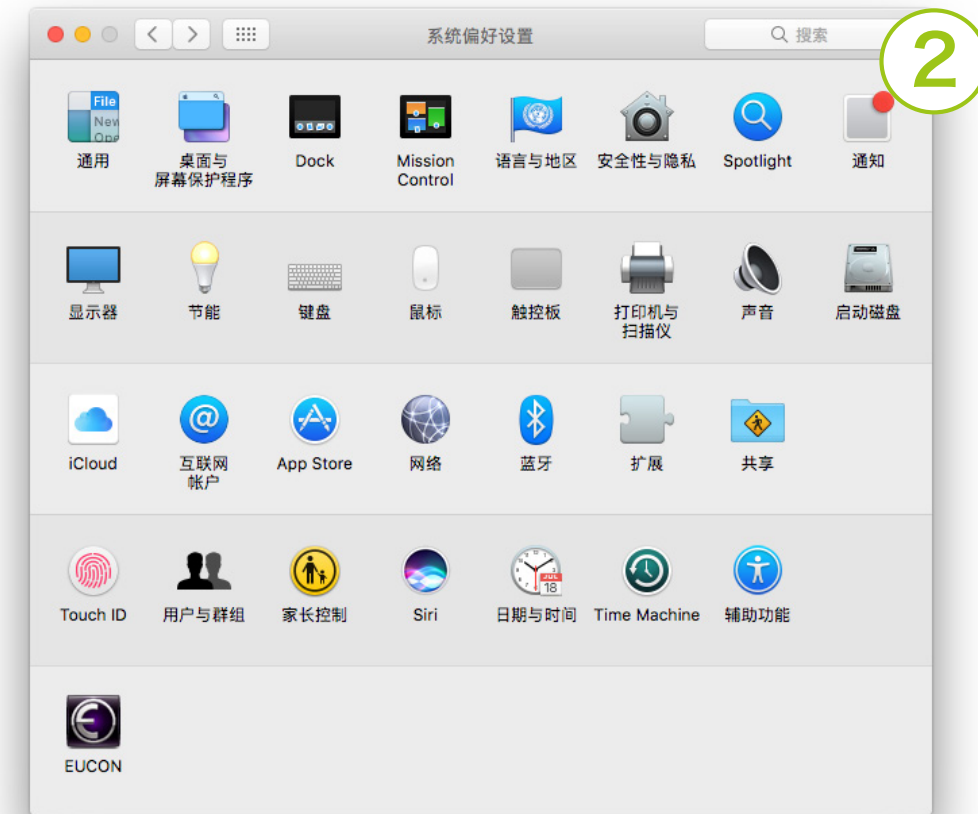 系统偏好设置
搜索
2
File
New
Ope
通用
桌面与
屏幕保护程序
Dock
Mission
Control
语言与地区
安全性与隐私
Spotlight
通知
显示器
节能
键盘
鼠标
触控板
打印机与
扫描仪
声音
启动磁盘
iCloud
互联网
帐户
App Store
网络
蓝牙
扩展
共享
Touch ID
用户与群组
家长控制
Siri
JUL
18
日期与时间
Time Machine
辅助功能
EUCON